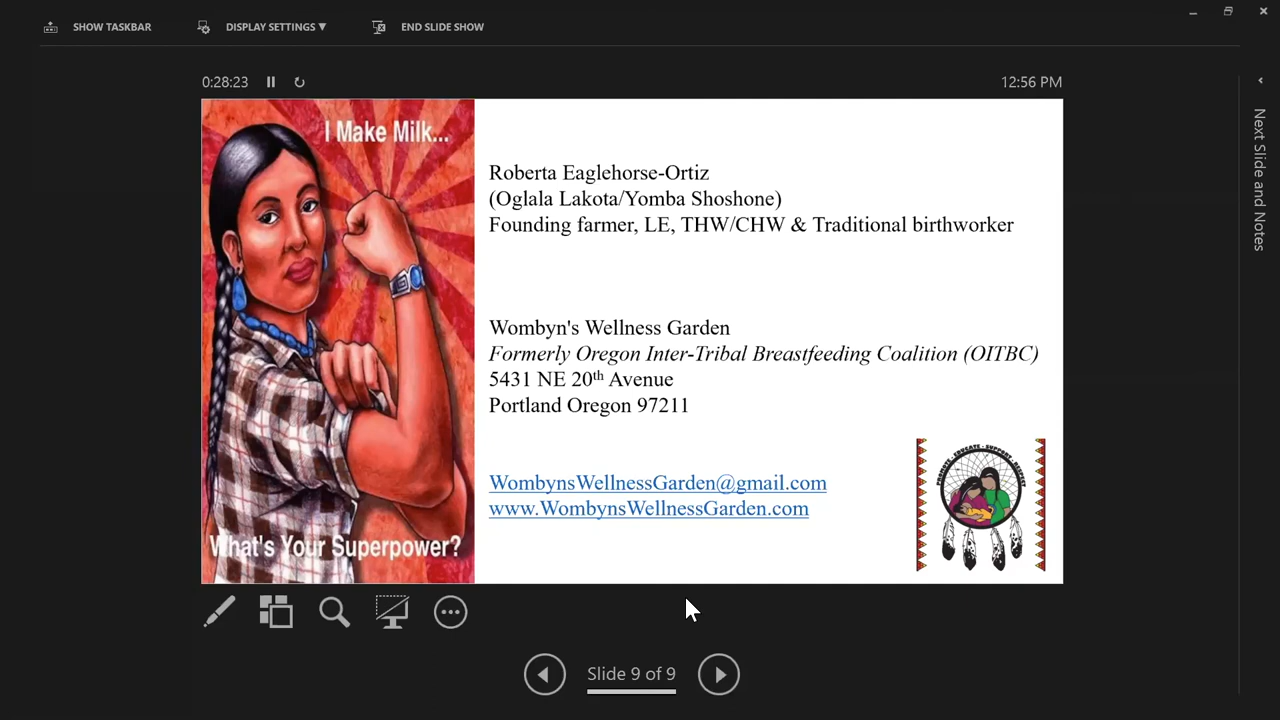 SHOW TASKBAR
DISPLAY SETTINGS ▼
END SLIDE SHOW
0:28:23
12:56 PM
I Make Milk...
What's Your Superpower?
Roberta Eaglehorse-Ortiz
(Oglala Lakota/Yomba Shoshone)
Founding farmer, LE, THW/CHW & Traditional birthworker
Wombyn's Wellness Garden
Formerly Oregon Inter-Tribal Breastfeeding Coalition (OITBC)
5431 NE 20th Avenue
Portland Oregon 97211
WombynsWellnessGarden@gmail.com
www.WombynsWellnessGarden.com
EDUCATE - SUPPORT
Slide 9 of 9
Next Slide and Notes